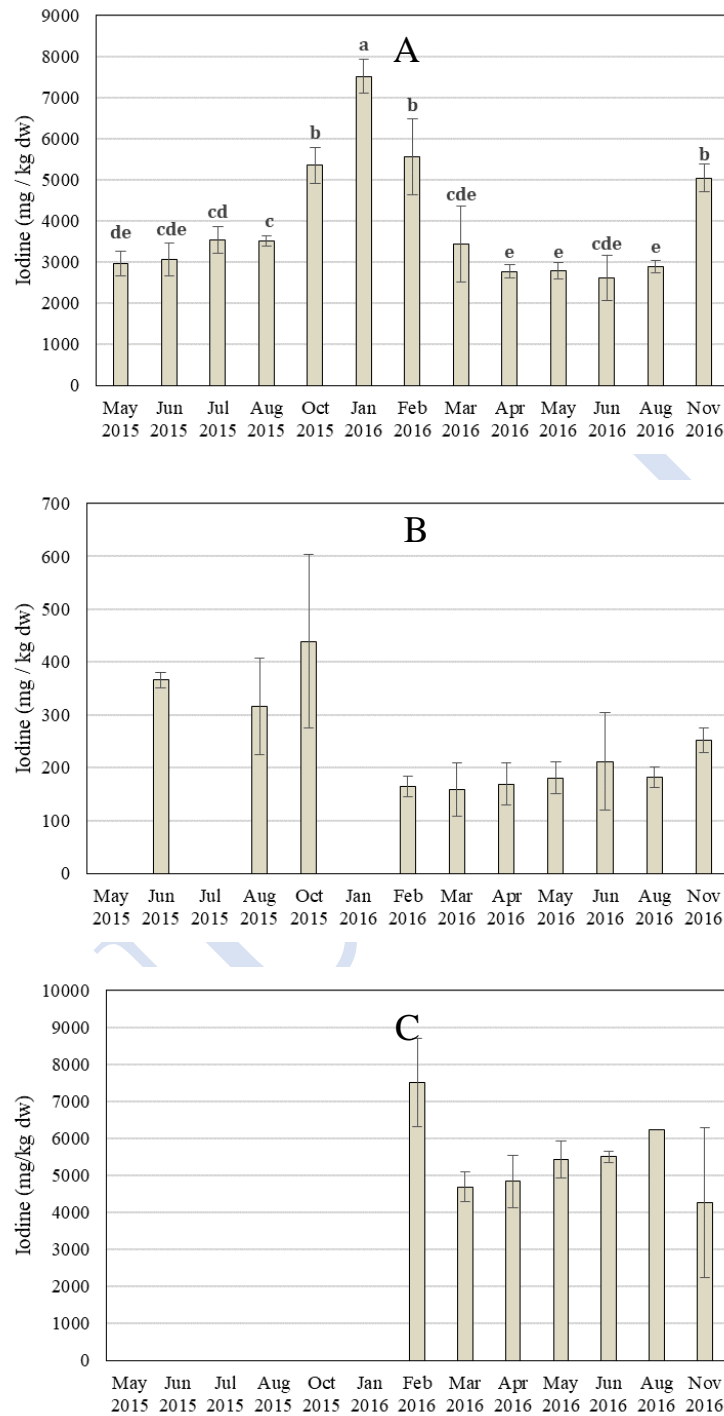 A
Iodine (mg / kg dw)
9000
8000
7000
6000
5000
4000
3000
2000
1000
0
de cde cd c b a b cde e e cde e b
May Jun Jul Aug Oct Jan Feb Mar Apr May Jun Aug Nov
2015 2015 2015 2015 2015 2016 2016 2016 2016 2016 2016 2016 2016
B
Iodine (mg / kg dw)
700
600
500
400
300
200
100
0
May Jun Jul Aug Oct Jan Feb Mar Apr May Jun Aug Nov
2015 2015 2015 2015 2015 2016 2016 2016 2016 2016 2016 2016 2016
C
Iodine (mg/kg dw)
10000
9000
8000
7000
6000
5000
4000
3000
2000
1000
0
May Jun Jul Aug Oct Jan Feb Mar Apr May Jun Aug Nov
2015 2015 2015 2015 2015 2016 2016 2016 2016 2016 2016 2016 2016